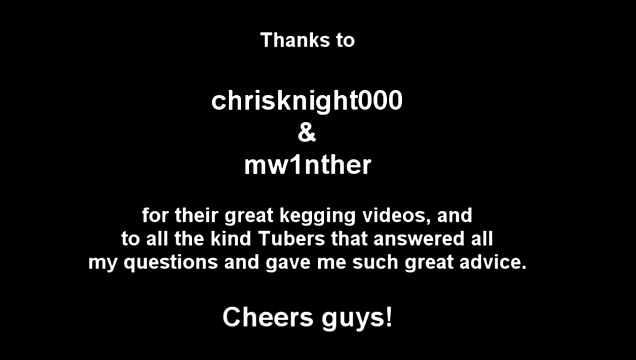 Thanks to
chrisknight000
&
mw1nther
for their great kegging videos, and
to all the kind Tubers that answered all
my questions and gave me such great advice.
Cheers guys!